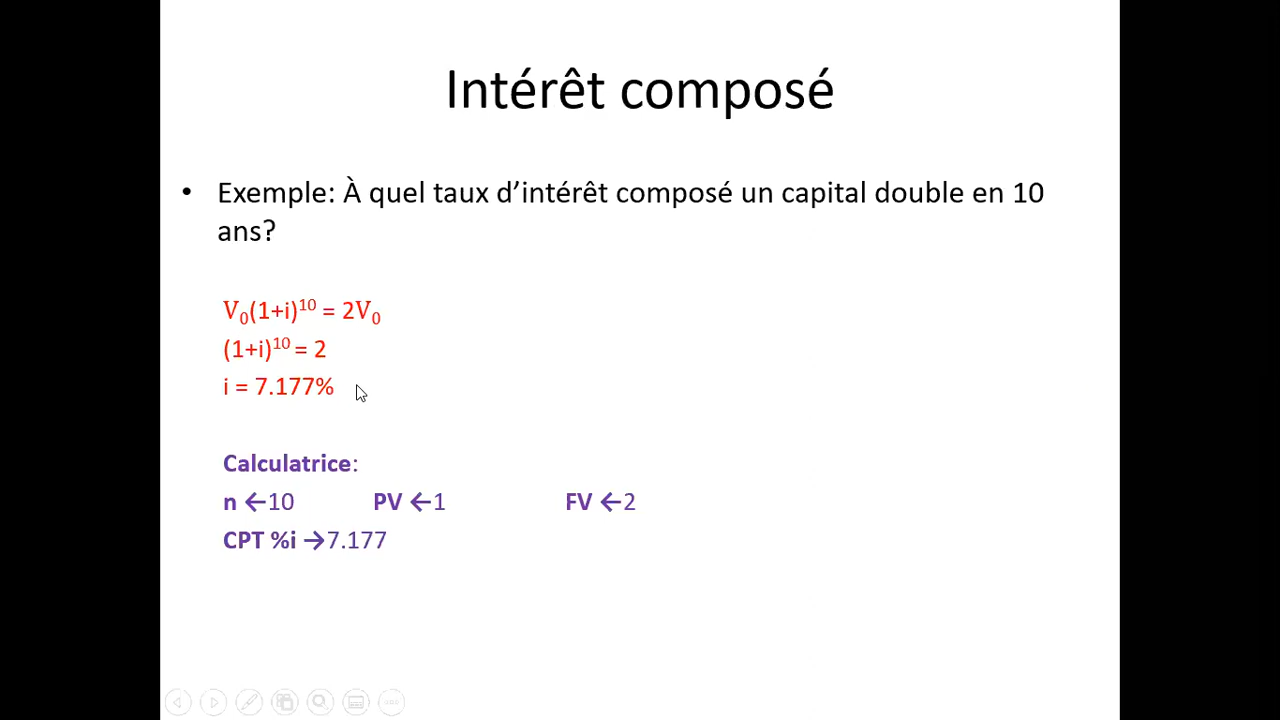 Intérêt composé
• Exemple: À quel taux d’intérêt composé un capital double en 10
ans?
V₀(1+i)¹⁰ = 2V₀
(1+i)¹⁰ = 2
i = 7.177%
Calculatrice:
n ←10 PV ←1 FV ←2
CPT %i →7.177